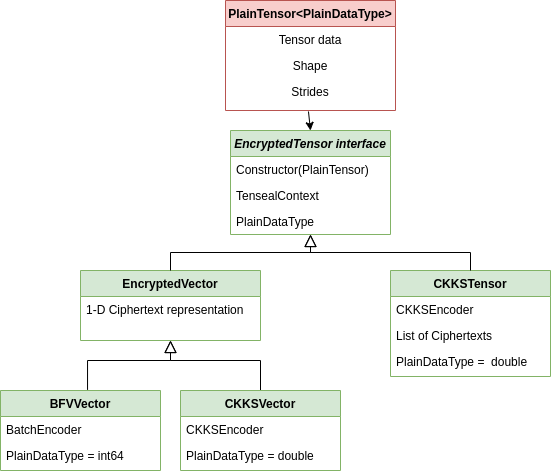 PlainTensor<PlainDataType>
Tensor data
Shape
Strides
EncryptedTensor interface
Constructor(PlainTensor)
TensealContext
PlainDataType
EncryptedVector
1-D Ciphertext representation
CKKSTensor
CKKSEncoder
List of Ciphertexts
PlainDataType =  double
BFVVector
BatchEncoder
PlainDataType = int64
CKKSVector
CKKSEncoder
PlainDataType = double